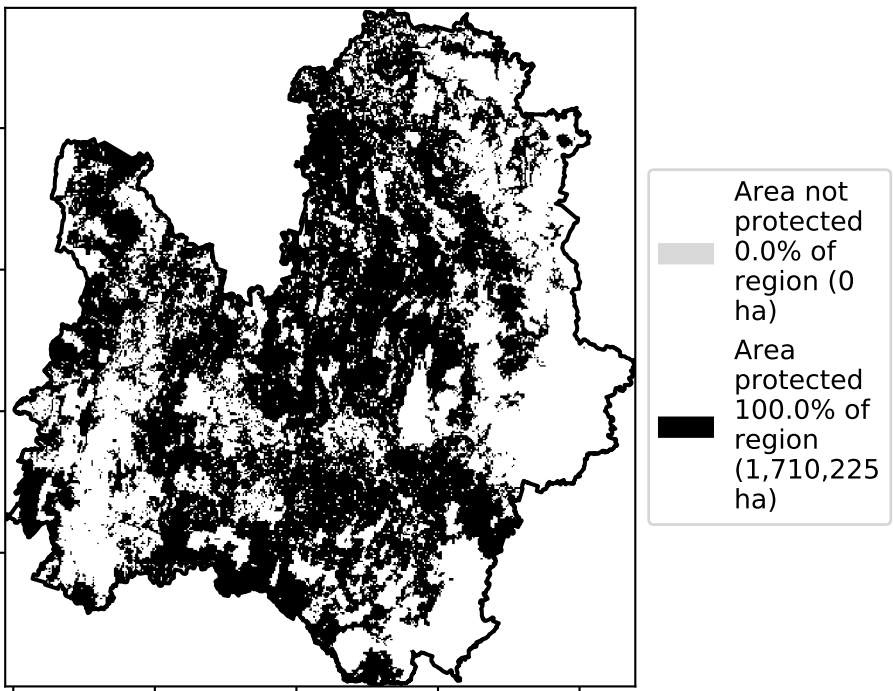 Area not
protected
0.0% of
region (0
ha)
Area
protected
100.0% of
region
(1,710,225
ha)